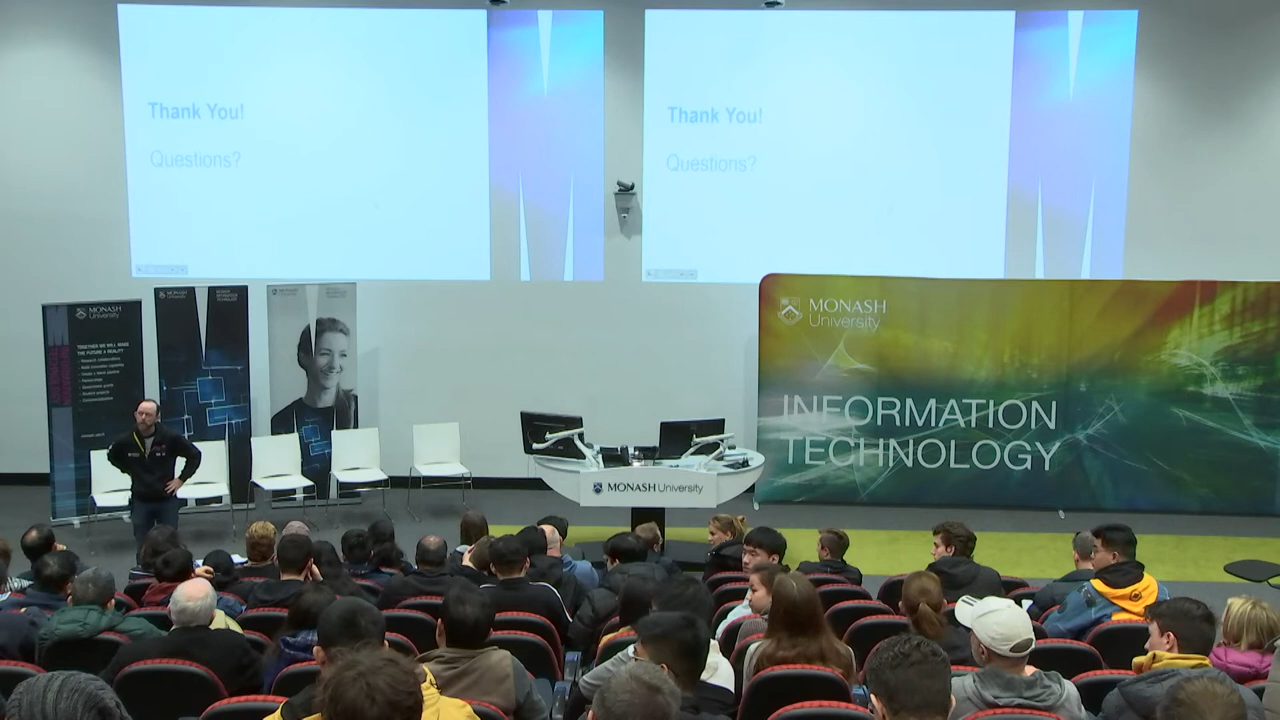 Thank You!
Questions?
Thank You!
Questions?
MONASH
University
TOGETHER WE WILL MAKE
THE FUTURE A REALITY
MONASH
University
INFORMATION
TECHNOLOGY
MONASH University